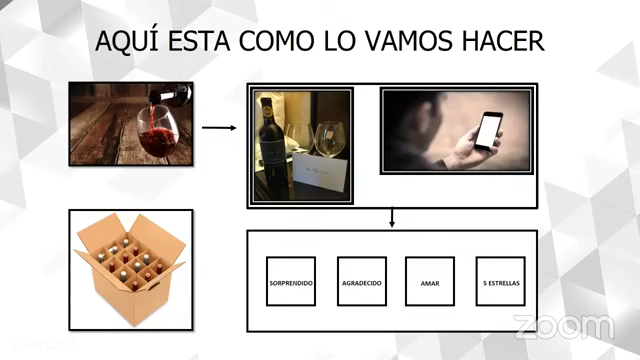 AQUÍ ESTA COMO LO VAMOS HACER
SORPRENDIDO
AGRADECIDO
AMAR
5 ESTRELLAS
zoom